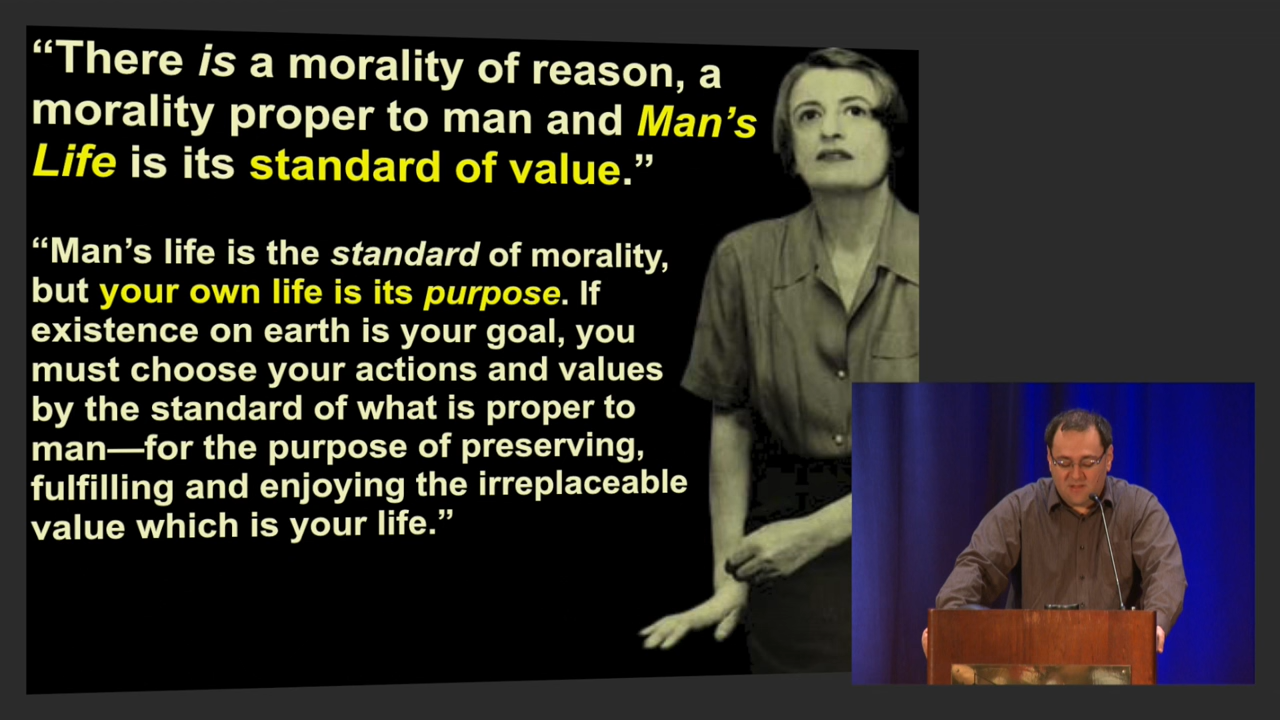 “There is a morality of reason, a
morality proper to man and Man’s
Life is its standard of value.”
“Man’s life is the standard of morality,
but your own life is its purpose. If
existence on earth is your goal, you
must choose your actions and values
by the standard of what is proper to
man—for the purpose of preserving,
fulfilling and enjoying the irreplaceable
value which is your life.”